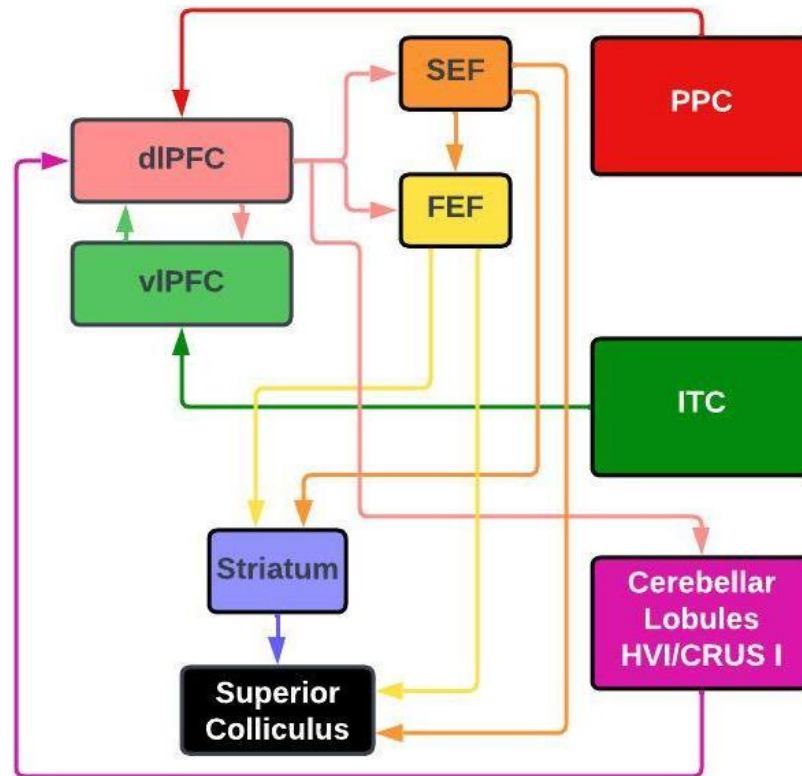 SEF
PPC
dlPFC
FEF
vlPFC
ITC
Striatum
Cerebellar
Lobules
HVI/CRUS I
Superior
Colliculus